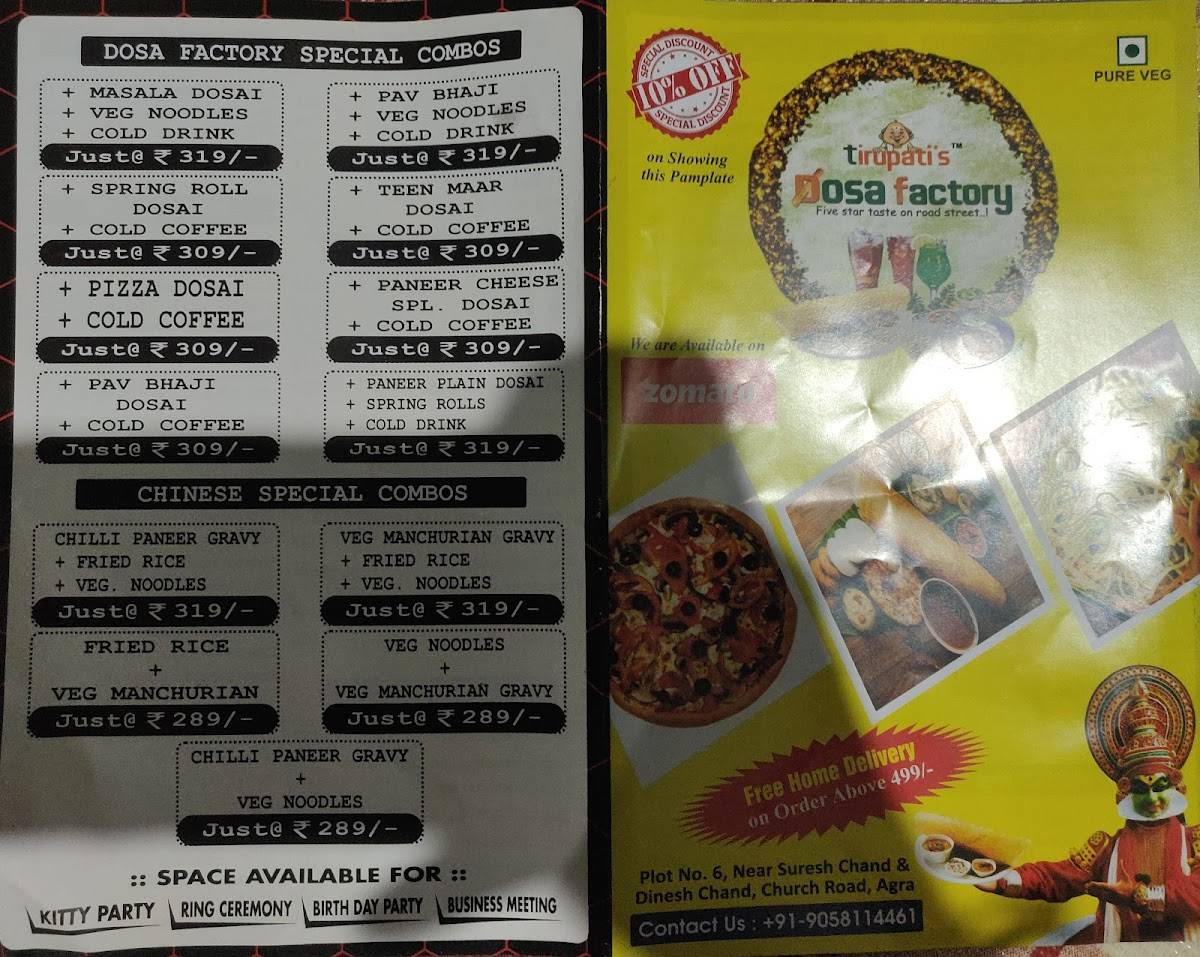 DOSA FACTORY SPECIAL COMBOS
+ MASALA DOSAI
+ VEG NOODLES
+ COLD DRINK
Just@ ₹ 319/-
+ PAV BHAJI
+ VEG NOODLES
+ COLD DRINK
Just@ ₹ 319/-
+ SPRING ROLL
DOSAI
+ COLD COFFEE
Just@ ₹ 309/-
+ TEEN MAAR
DOSAI
+ COLD COFFEE
Just@ ₹ 309/-
+ PIZZA DOSAI
+ COLD COFFEE
Just@ ₹ 309/-
+ PANEER CHEESE
SPL. DOSAI
+ COLD COFFEE
Just@ ₹ 309/-
+ PAV BHAJI
DOSAI
+ COLD COFFEE
Just@ ₹ 309/-
+ PANEER PLAIN DOSAI
+ SPRING ROLLS
+ COLD DRINK
Just@ ₹ 319/-
CHINESE SPECIAL COMBOS
CHILLI PANEER GRAVY
+ FRIED RICE
+ VEG. NOODLES
Just@ ₹ 319/-
VEG MANCHURIAN GRAVY
+ FRIED RICE
+ VEG. NOODLES
Just@ ₹ 319/-
FRIED RICE
+
VEG MANCHURIAN
Just@ ₹ 289/-
VEG NOODLES
+
VEG MANCHURIAN GRAVY
Just@ ₹ 289/-
CHILLI PANEER GRAVY
+
VEG NOODLES
Just@ ₹ 289/-
:: SPACE AVAILABLE FOR ::
KITTY PARTY
RING CEREMONY
BIRTH DAY PARTY
BUSINESS MEETING
SPECIAL DISCOUNT
10% OFF
SPECIAL DISCOUNT
on Showing
this Pamplate
PURE VEG
tirupati's™
Dosa factory
Five star taste on road street..!
We are Available on
zomato
Free Home Delivery
on Order Above 499/-
Plot No. 6, Near Suresh Chand &
Dinesh Chand, Church Road, Agra
Contact Us : +91-9058114461